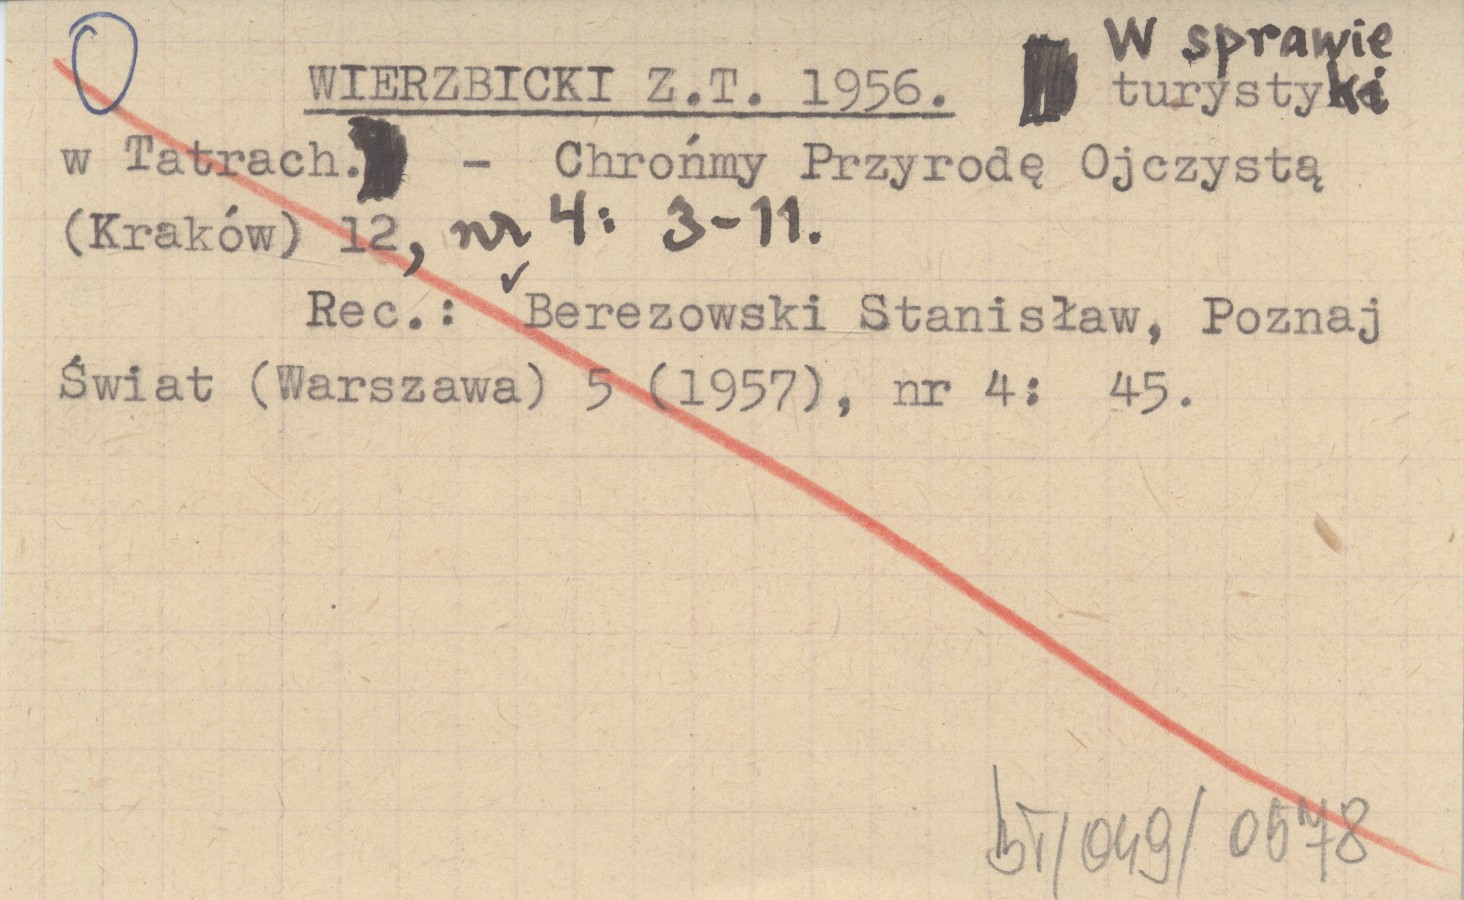 WIERZBICKI Z.T. 1956. W sprawie
turystyki
w Tatrach. - Chrońmy Przyrodę Ojczystą
(Kraków) 12, nr 4: 3-11.
Rec.: Berezowski Stanisław, Poznaj
Świat (Warszawa) 5 (1957), nr 4: 45.
bT/049/0578